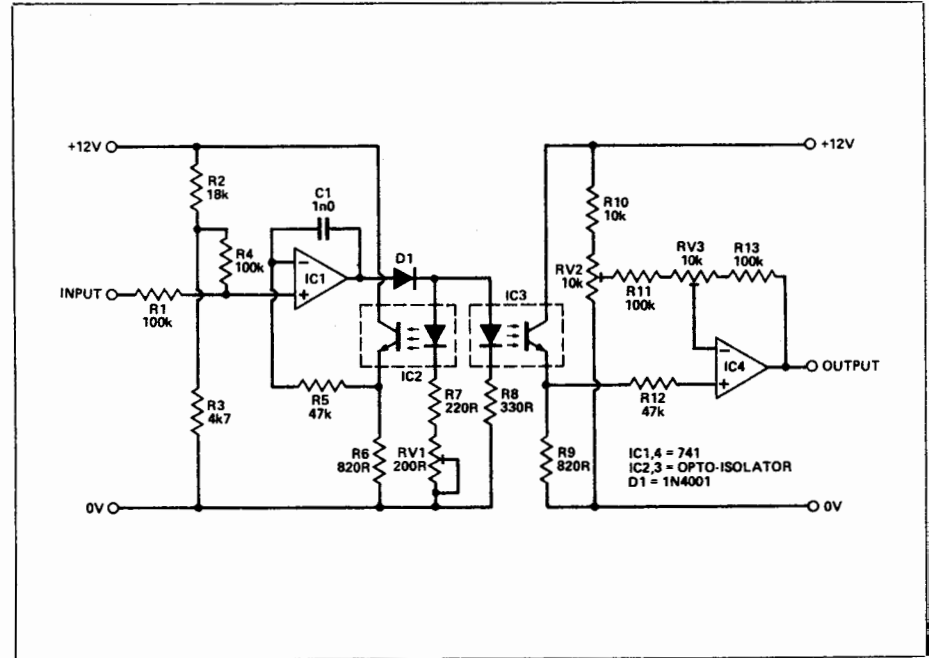 +12V
R2
18k
R4
100k
C1
1n0
IC1
D1
INPUT
R1
100k
R3
4k7
R5
47k
R6
820R
IC2
R7
220R
RV1
200R
IC3
R8
330R
+12V
R10
10k
RV2
10k
R11
100k
RV3
10k
R13
100k
IC4
OUTPUT
R12
47k
R9
820R
IC1,4 = 741
IC2,3 = OPTO-ISOLATOR
D1 = 1N4001
0V
0V